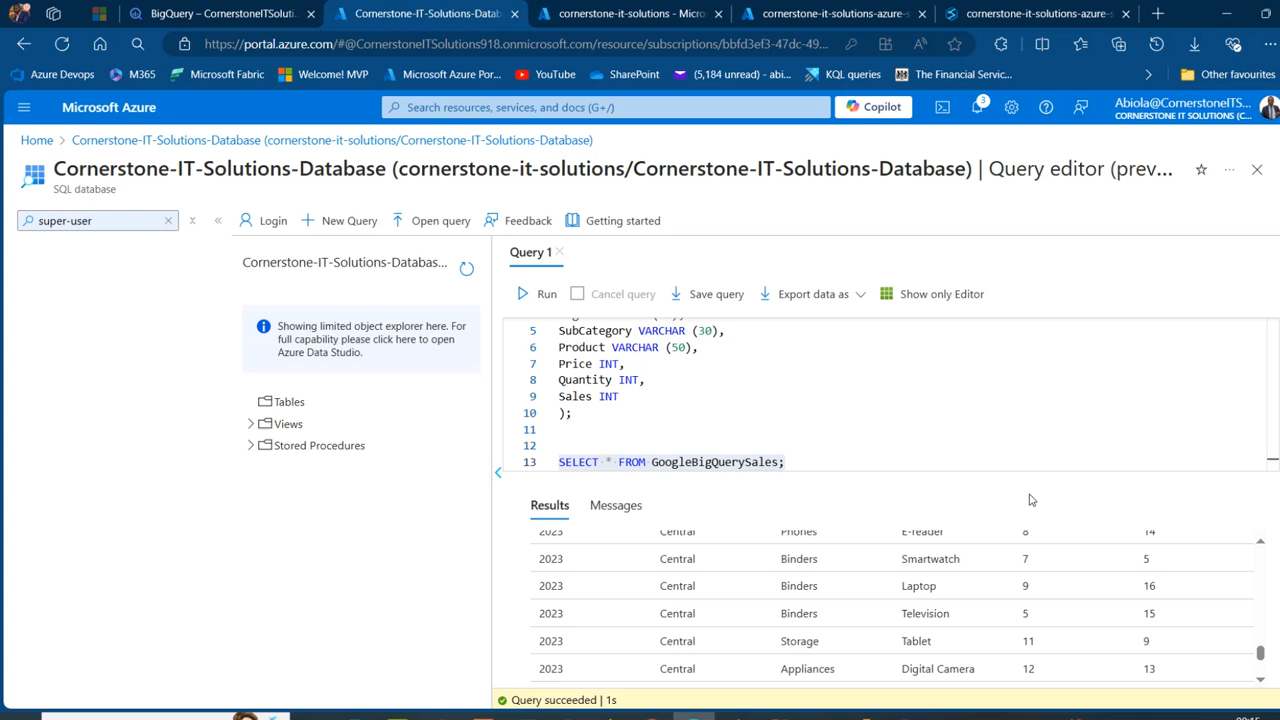 BigQuery – CornerstoneITSoluti...
Cornerstone-IT-Solutions-Datab
cornerstone-it-solutions - Micro
cornerstone-it-solutions-azure-s
cornerstone-it-solutions-azure-s
https://portal.azure.com/#@CornerstoneITSolutions918.onmicrosoft.com/resource/subscriptions/bbfd3ef3-47dc-49...
Azure Devops
M365
Microsoft Fabric
Welcome! MVP
Microsoft Azure Por...
YouTube
SharePoint
(5,184 unread) - abi...
KQL queries
The Financial Servic...
Other favourites
Microsoft Azure
Search resources, services, and docs (G+/)
Copilot
3
Abiola@CornerstoneITS...
CORNERSTONE IT SOLUTIONS (C...
Home > Cornerstone-IT-Solutions-Database (cornerstone-it-solutions/Cornerstone-IT-Solutions-Database)
Cornerstone-IT-Solutions-Database (cornerstone-it-solutions/Cornerstone-IT-Solutions-Database) | Query editor (prev...
SQL database
super-user
Login
New Query
Open query
Feedback
Getting started
Cornerstone-IT-Solutions-Databas...
Showing limited object explorer here. For
full capability please click here to open
Azure Data Studio.
Tables
Views
Stored Procedures
Query 1
Run
Cancel query
Save query
Export data as
Show only Editor
5 SubCategory VARCHAR (30),
6 Product VARCHAR (50),
7 Price INT,
8 Quantity INT,
9 Sales INT
10 );
11
12
13 SELECT * FROM GoogleBigQuerySales;
Results Messages
2023 Central Phones E-reader 8 14
2023 Central Binders Smartwatch 7 5
2023 Central Binders Laptop 9 16
2023 Central Binders Television 5 15
2023 Central Storage Tablet 11 9
2023 Central Appliances Digital Camera 12 13
Query succeeded | 1s